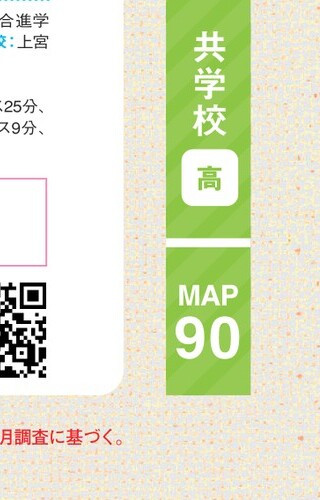 合進学
校：上宮
ス25分、
ス9分、
月調査に基づく。
共学校
高
MAP
90